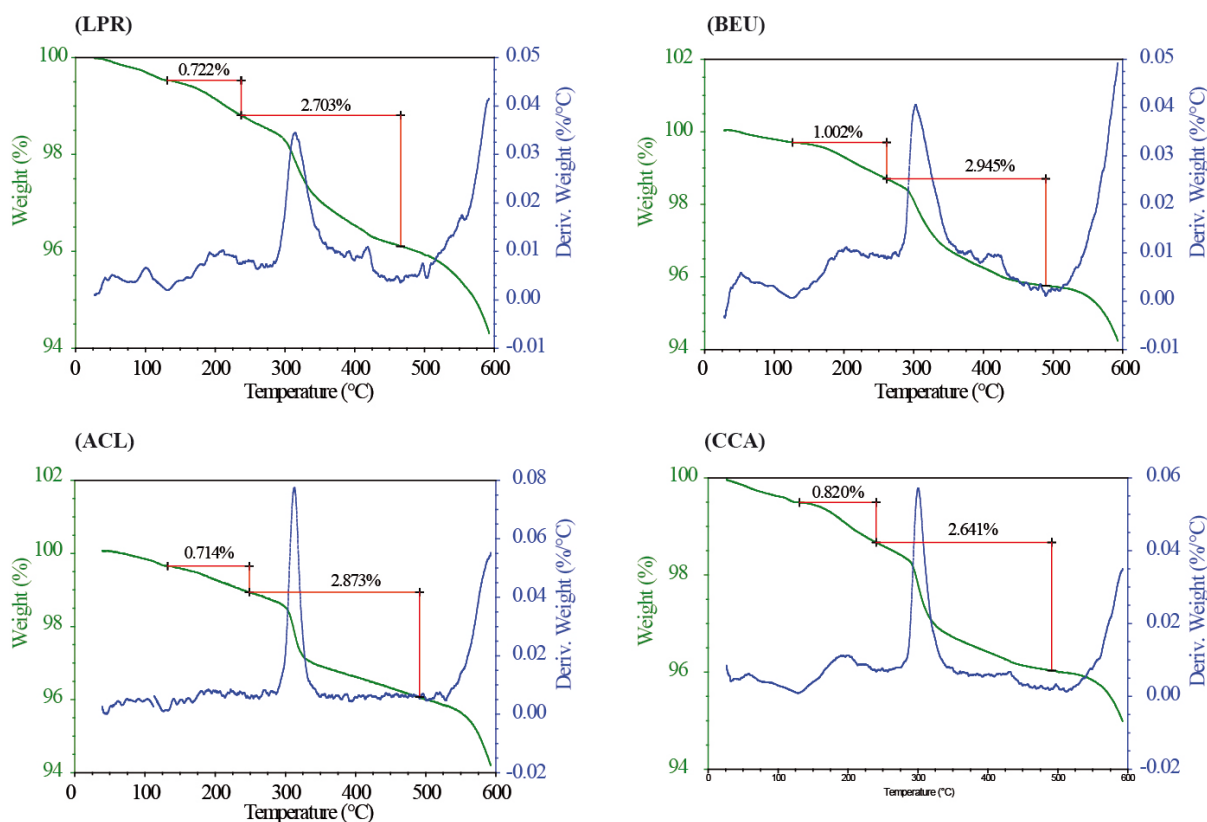 (LPR)
100
98
96
94
Weight (%)
0.722%
2.703%
0.05
0.04
0.03
0.02
0.01
0.00
-0.01
Deriv. Weight (%/°C)
0 100 200 300 400 500 600
Temperature (°C)
(BEU)
102
100
98
96
94
Weight (%)
1.002%
2.945%
0.05
0.04
0.03
0.02
0.01
0.00
-0.01
Deriv. Weight (%/°C)
0 100 200 300 400 500 600
Temperature (°C)
(ACL)
102
100
98
96
94
Weight (%)
0.714%
2.873%
0.08
0.06
0.04
0.02
0.00
-0.02
Deriv. Weight (%/°C)
0 100 200 300 400 500 600
Temperature (°C)
(CCA)
100
98
96
94
Weight (%)
0.820%
2.641%
0.06
0.04
0.02
0.00
-0.02
Deriv. Weight (%/°C)
0 100 200 300 400 500 600
Temperature (°C)